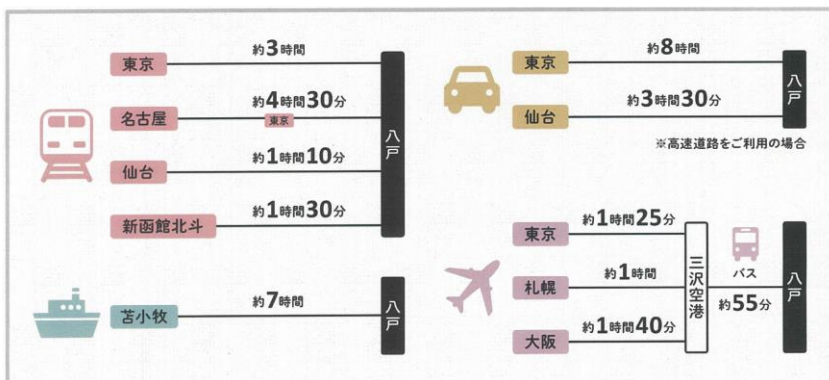 東京 約3時間
名古屋 約4時間30分
東京
仙台 約1時間10分
新函館北斗 約1時間30分
八戸
苫小牧 約7時間
八戸
東京 約8時間
仙台 約3時間30分
八戸
※高速道路をご利用の場合
東京 約1時間25分
札幌 約1時間
大阪 約1時間40分
三沢空港
バス
約55分
八戸